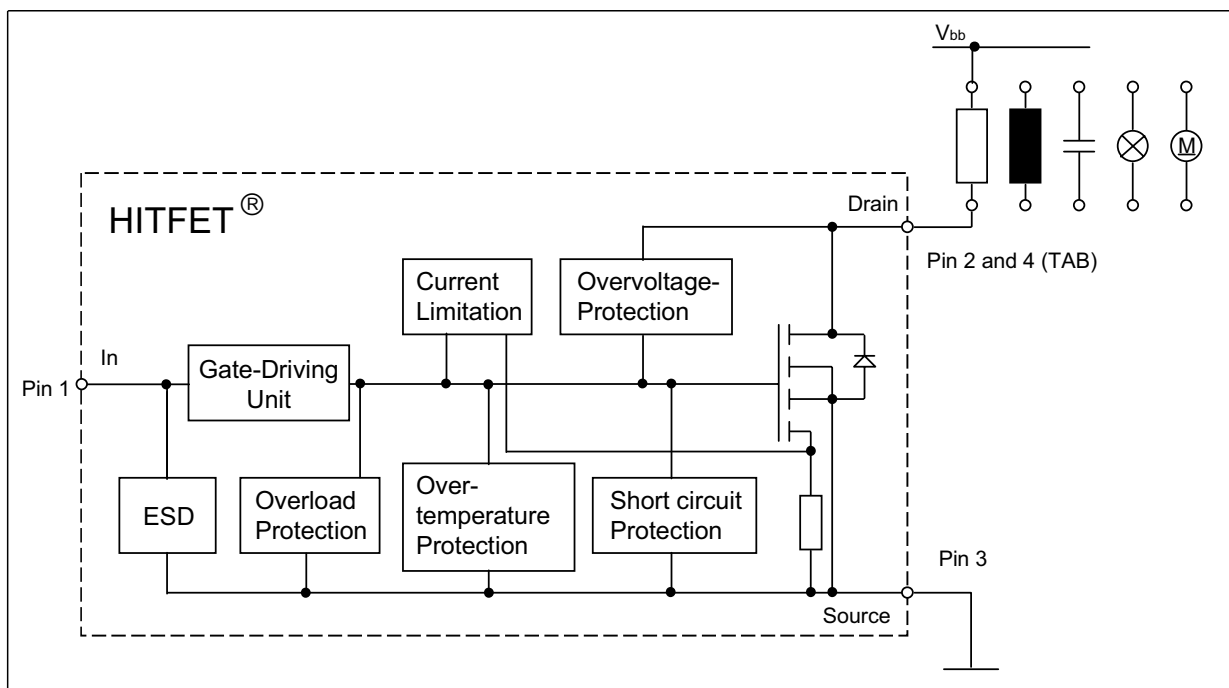 Vbb
HITFET ®
Drain
Pin 2 and 4 (TAB)
Current
Limitation
Overvoltage-
Protection
In
Pin 1
Gate-Driving
Unit
ESD
Overload
Protection
Over-
temperature
Protection
Short circuit
Protection
M
Pin 3
Source